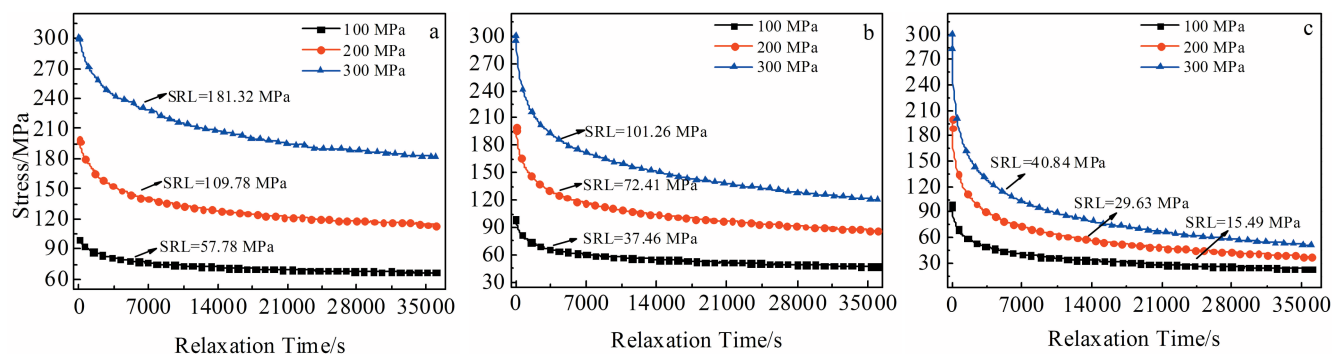 a
100 MPa
200 MPa
300 MPa
300
270
240
210
180
150
120
90
60
SRL=181.32 MPa
SRL=109.78 MPa
SRL=57.78 MPa
0 7000 14000 21000 28000 35000
Stress/MPa
Relaxation Time/s
b
100 MPa
200 MPa
300 MPa
300
270
240
210
180
150
120
90
60
30
SRL=101.26 MPa
SRL=72.41 MPa
SRL=37.46 MPa
0 7000 14000 21000 28000 35000
Relaxation Time/s
c
100 MPa
200 MPa
300 MPa
300
270
240
210
180
150
120
90
60
30
SRL=40.84 MPa
SRL=29.63 MPa
SRL=15.49 MPa
0 7000 14000 21000 28000 35000
Relaxation Time/s